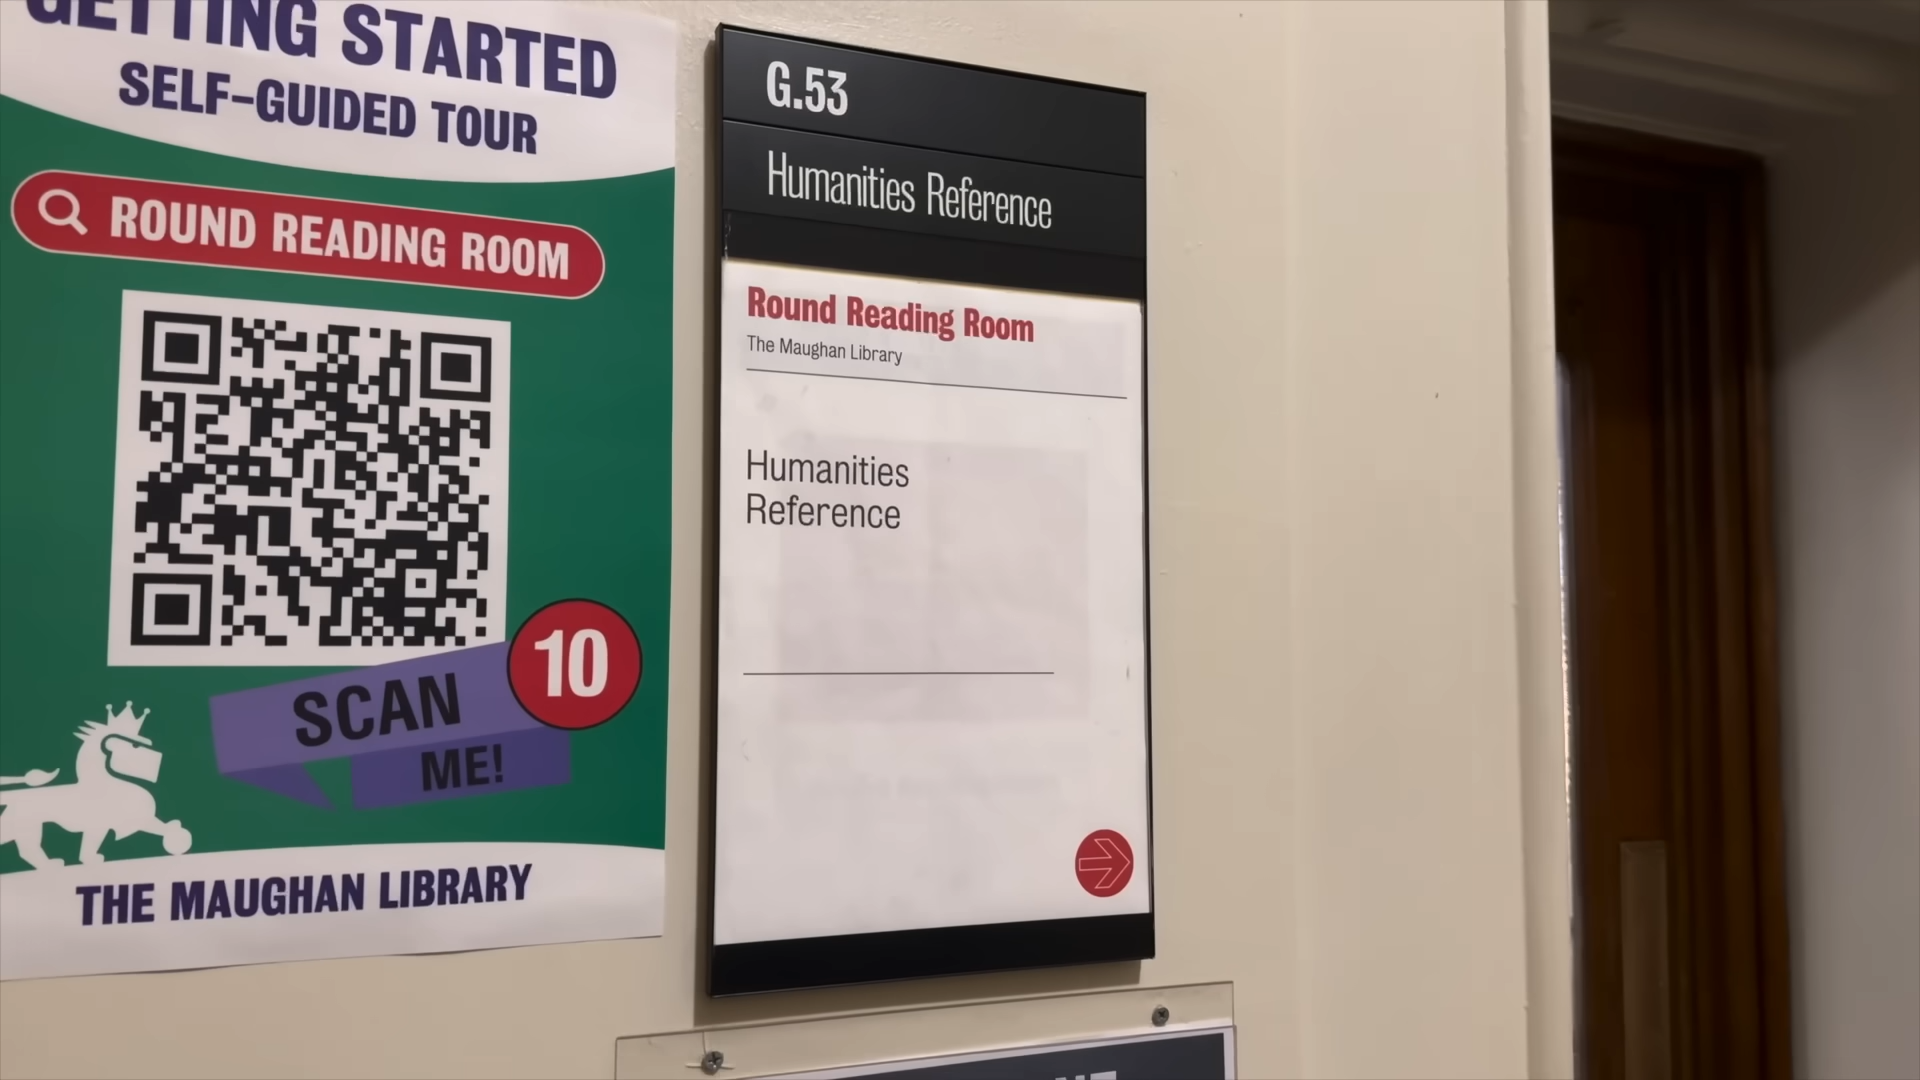 GETTING STARTED
SELF-GUIDED TOUR
ROUND READING ROOM
10
SCAN
ME!
THE MAUGHAN LIBRARY
G.53
Humanities Reference
Round Reading Room
The Maughan Library
Humanities
Reference